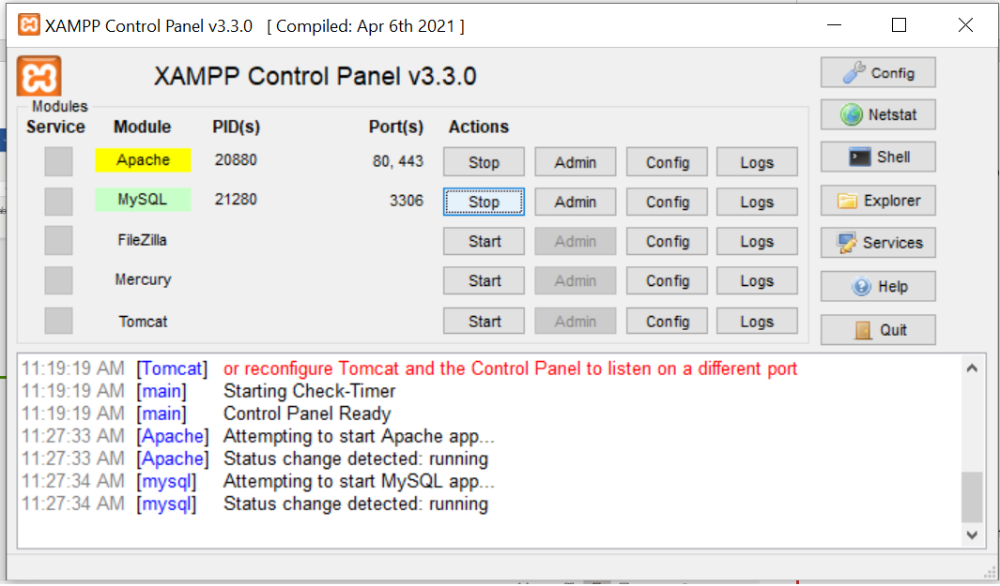 XAMPP Control Panel v3.3.0 [ Compiled: Apr 6th 2021 ]
XAMPP Control Panel v3.3.0
Config
Modules
Service Module PID(s) Port(s) Actions
Netstat
Apache 20880 80, 443 Stop Admin Config Logs
Shell
MySQL 21280 3306 Stop Admin Config Logs
Explorer
FileZilla Start Admin Config Logs
Services
Mercury Start Admin Config Logs
Help
Tomcat Start Admin Config Logs
Quit
11:19:19 AM [Tomcat] or reconfigure Tomcat and the Control Panel to listen on a different port
11:19:19 AM [main] Starting Check-Timer
11:19:19 AM [main] Control Panel Ready
11:27:33 AM [Apache] Attempting to start Apache app...
11:27:33 AM [Apache] Status change detected: running
11:27:34 AM [mysql] Attempting to start MySQL app...
11:27:34 AM [mysql] Status change detected: running